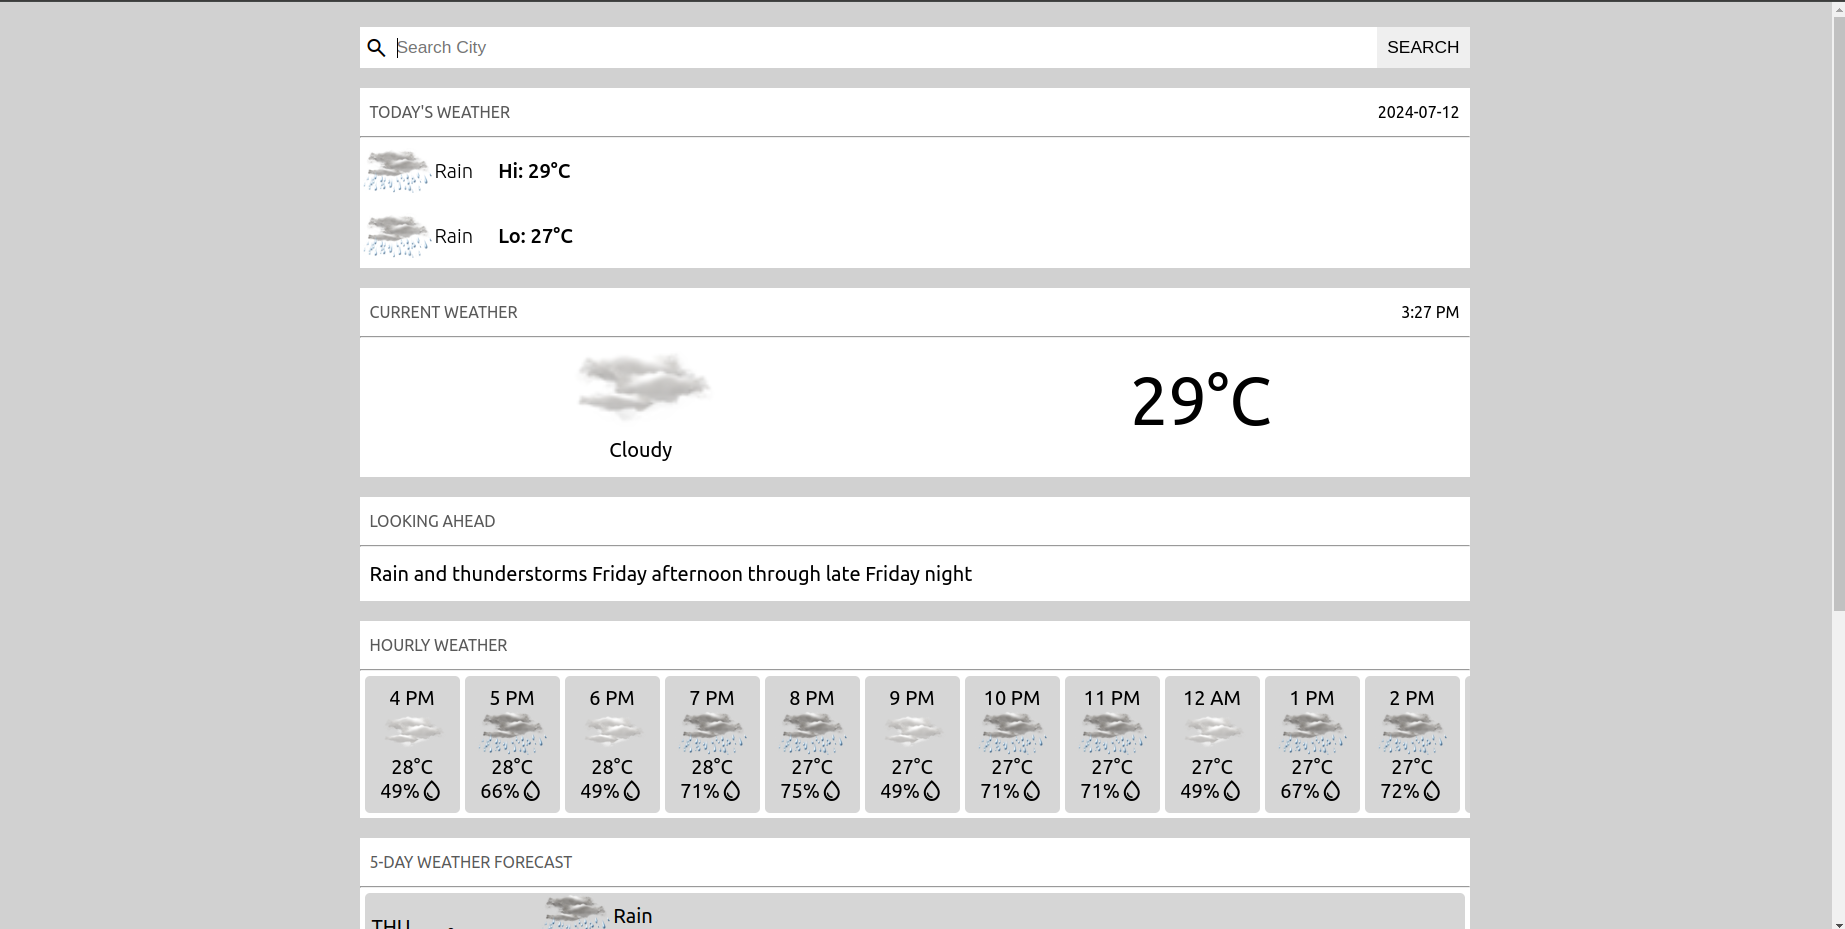 Search City SEARCH
TODAY'S WEATHER 2024-07-12
Rain Hi: 29°C
Rain Lo: 27°C
CURRENT WEATHER 3:27 PM
29°C
Cloudy
LOOKING AHEAD
Rain and thunderstorms Friday afternoon through late Friday night
HOURLY WEATHER
4 PM 5 PM 6 PM 7 PM 8 PM 9 PM 10 PM 11 PM 12 AM 1 PM 2 PM
28°C 28°C 28°C 28°C 27°C 27°C 27°C 27°C 27°C 27°C 27°C
49% 66% 49% 71% 75% 49% 71% 71% 49% 67% 72%
5-DAY WEATHER FORECAST
Rain
THU